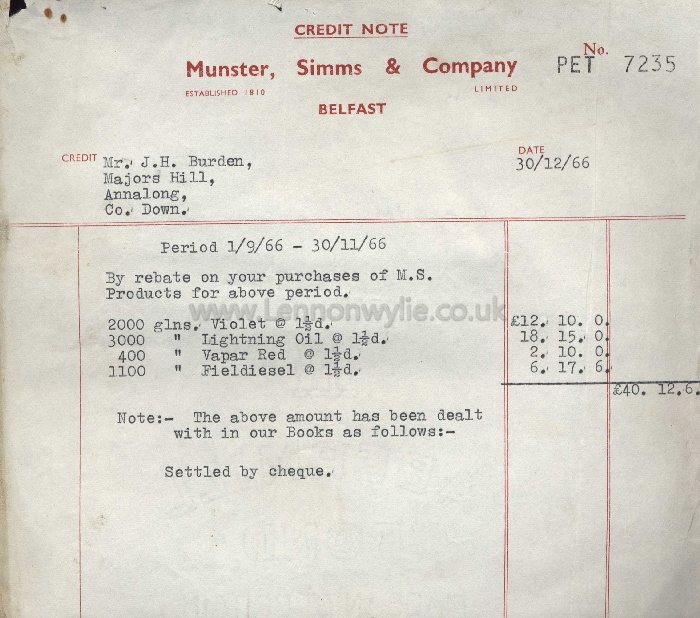 CREDIT NOTE
Munster, Simms & Company
ESTABLISHED 1810 LIMITED
BELFAST
No.
PET 7235
CREDIT Mr. J.H. Burden,
Majors Hill,
Annalong,
Co. Down.
DATE
30/12/66
Period 1/9/66 - 30/11/66
By rebate on your purchases of M.S.
Products for above period.
www.Lennonwylie.co.uk
2000 glns. Violet @ 1½d. £12. 10. 0.
3000 " Lightning Oil @ 1½d. 18. 15. 0.
400 " Vapar Red @ 1½d. 2. 10. 0.
1100 " Fieldiesel @ 1½d. 6. 17. 6.
£40. 12.6.
Note:- The above amount has been dealt
with in our Books as follows:-
Settled by cheque.